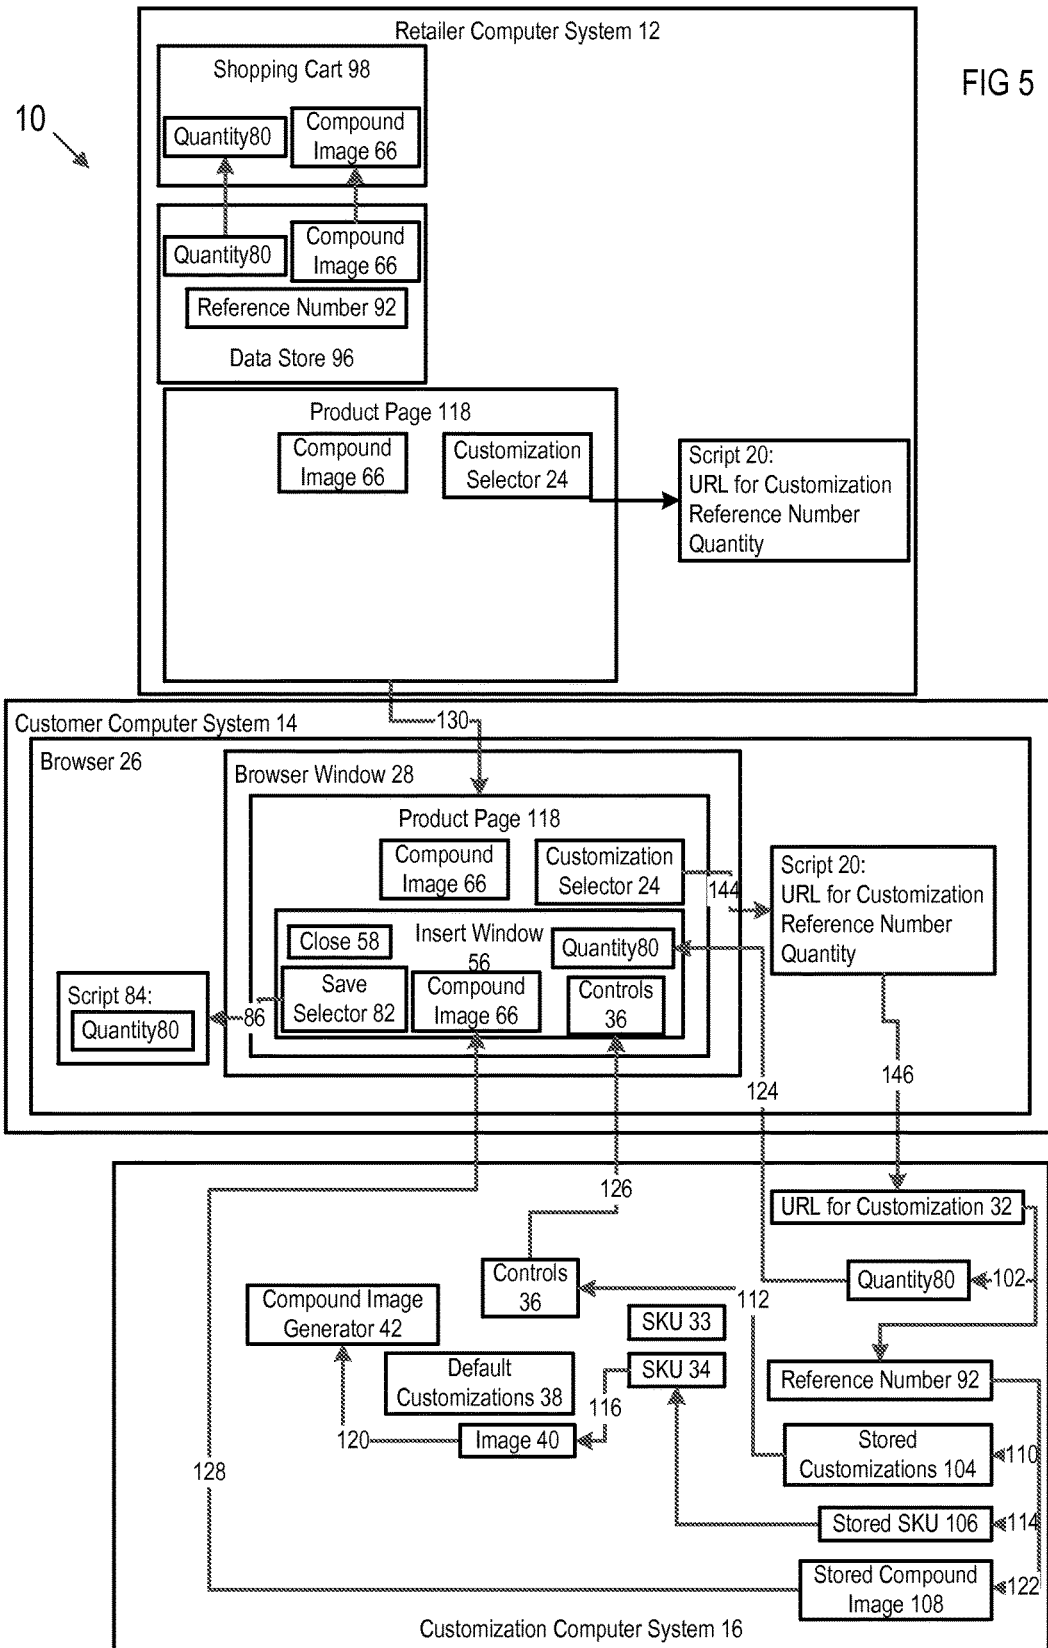 Retailer Computer System 12
Shopping Cart 98
FIG 5
10
Quantity80
Compound
Image 66
Quantity80
Compound
Image 66
Reference Number 92
Data Store 96
Product Page 118
Compound
Image 66
Customization
Selector 24
Script 20:
URL for Customization
Reference Number
Quantity
130
Customer Computer System 14
Browser 26
Browser Window 28
Product Page 118
Compound
Image 66
Customization
Selector 24
144
Script 20:
URL for Customization
Reference Number
Quantity
Close 58
Insert Window
56
Quantity80
Save
Selector 82
Compound
Image 66
Controls
36
Script 84:
Quantity80
86
124
146
126
URL for Customization 32
Controls
36
Quantity80
102
112
Compound Image
Generator 42
SKU 33
Default
Customizations 38
SKU 34
Reference Number 92
116
120
Image 40
Stored
Customizations 104
110
128
Stored SKU 106
114
Stored Compound
Image 108
122
Customization Computer System 16